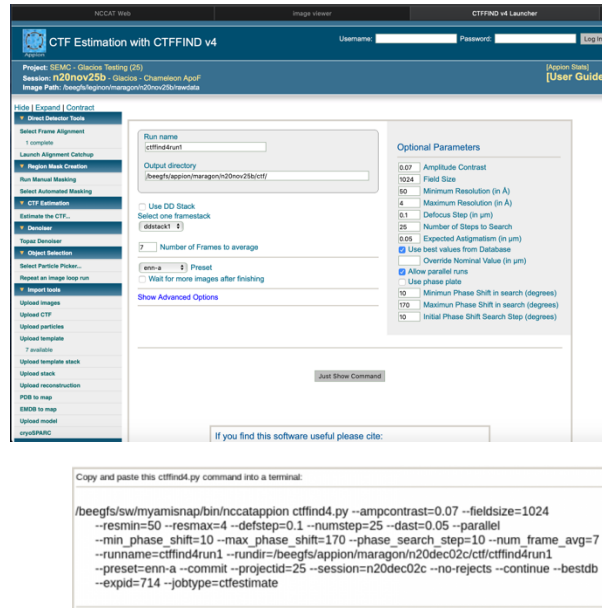 NCCAT Web
image viewer
CTFFIND v4 Launcher
CTF Estimation with CTFFIND v4
Username:
Password:
Log In
Appion
Project: SEMC - Glacios Testing (25)
Session: n20nov25b - Glacios - Chameleon ApoF
Image Path: /beegfs/leginon/maragon/n20nov25b/rawdata
[Appion Stats]
[User Guide
Hide | Expand | Contract
Direct Detector Tools
Select Frame Alignment
1 complete
Launch Alignment Catchup
Region Mask Creation
Run Manual Masking
Select Automated Masking
CTF Estimation
Estimate the CTF...
Denoiser
Topaz Denoiser
Object Selection
Select Particle Picker...
Repeat an image loop run
Import tools
Upload images
Upload CTF
Upload particles
Upload template
7 available
Upload template stack
Upload stack
Upload reconstruction
PDB to map
EMDB to map
Upload model
cryoSPARC
Run name
ctffind4run1
Output directory
/beegfs/appion/maragon/n20nov25b/ctf/
Use DD Stack
Select one framestack
ddstack1
7 Number of Frames to average
enn-a Preset
Wait for more images after finishing
Show Advanced Options
Optional Parameters
0.07 Amplitude Contrast
1024 Field Size
50 Minimum Resolution (in Å)
4 Maximum Resolution (in Å)
0.1 Defocus Step (in μm)
25 Number of Steps to Search
0.05 Expected Astigmatism (in μm)
Use best values from Database
Override Nominal Value (in μm)
Allow parallel runs
Use phase plate
10 Minimun Phase Shift in search (degrees)
170 Maximun Phase Shift in search (degrees)
10 Initial Phase Shift Search Step (degrees)
Just Show Command
If you find this software useful please cite:
Copy and paste this ctffind4.py command into a terminal:
/beegfs/sw/myamisnap/bin/nccatappion ctffind4.py --ampcontrast=0.07 --fieldsize=1024
--resmin=50 --resmax=4 --defstep=0.1 --numstep=25 --dast=0.05 --parallel
--min_phase_shift=10 --max_phase_shift=170 --phase_search_step=10 --num_frame_avg=7
--runname=ctffind4run1 --rundir=/beegfs/appion/maragon/n20dec02c/ctf/ctffind4run1
--preset=enn-a --commit --projectid=25 --session=n20dec02c --no-rejects --continue --bestdb
--expid=714 --jobtype=ctfestimate